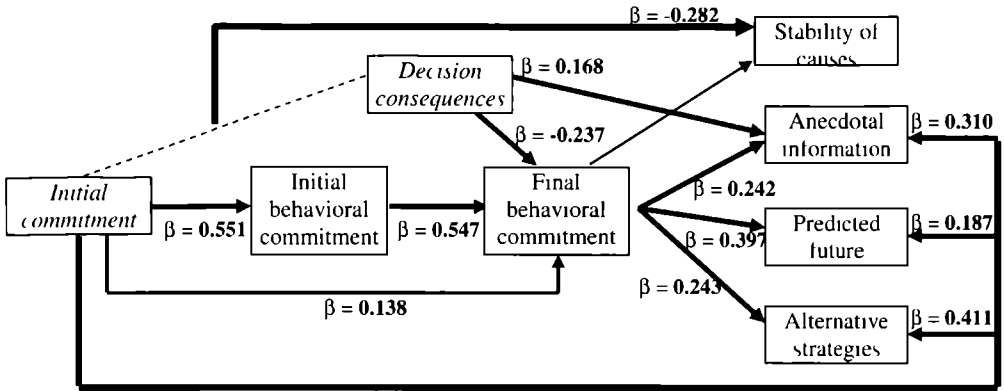 β = -0.282
Stability of
causes
Decision
consequences
β = 0.168
β = -0.237
Anecdotal
information
β = 0.310
Initial
commitment
β = 0.551
Initial
behavioral
commitment
β = 0.547
Final
behavioral
commitment
β = 0.242
β = 0.397
β = 0.243
Predicted
future
β = 0.187
β = 0.138
Alternative
strategies
β = 0.411